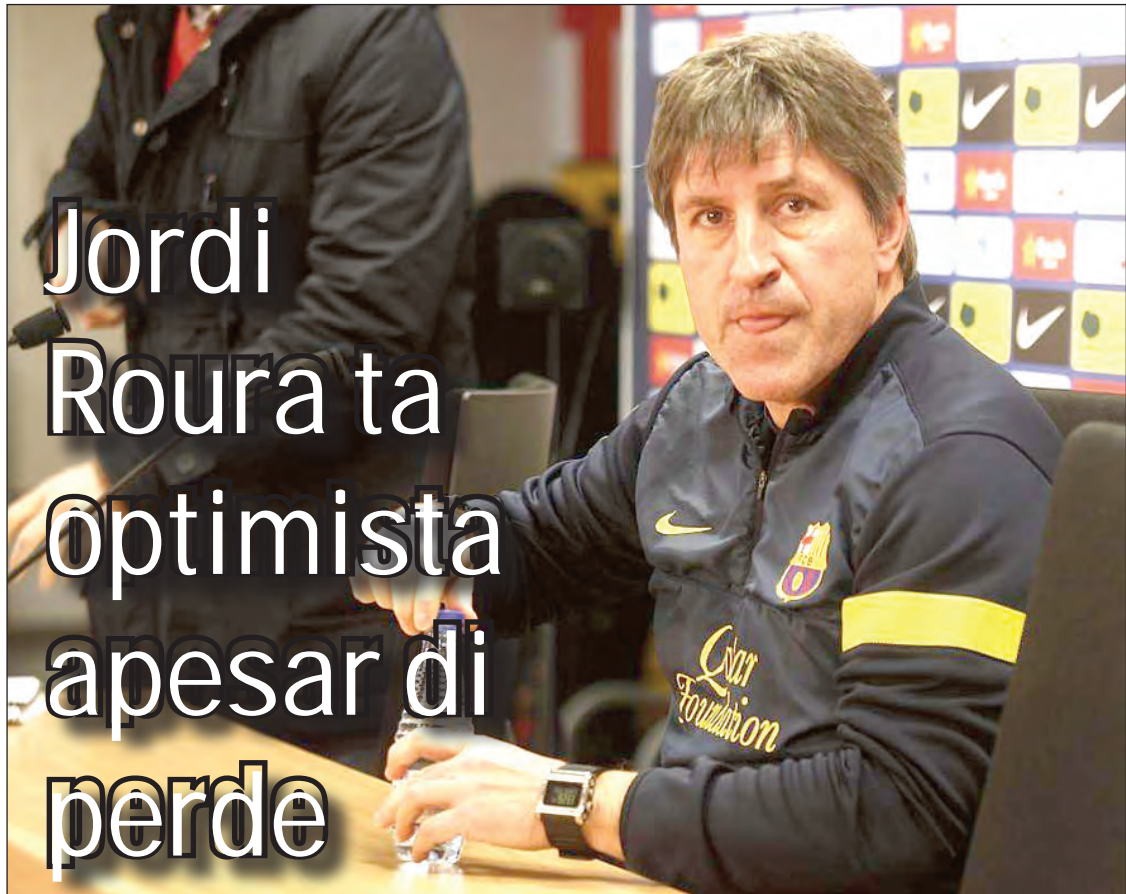 Jordi
Roura ta
optimista
apesar di
perde
Qatar
Foundation